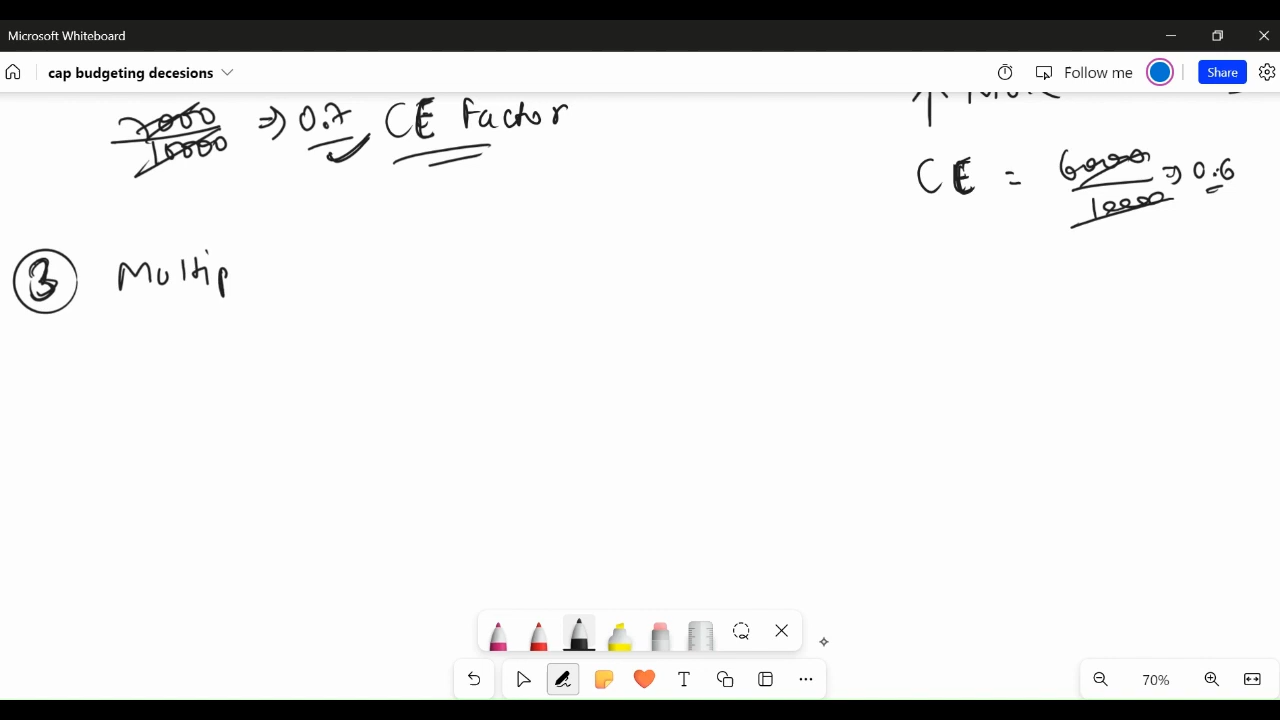 Microsoft Whiteboard
cap budgeting decesions
Follow me
Share
7000
10000 => 0.7 CE Factor
CE = 6000
10000 => 0.6
3 Multip
70%